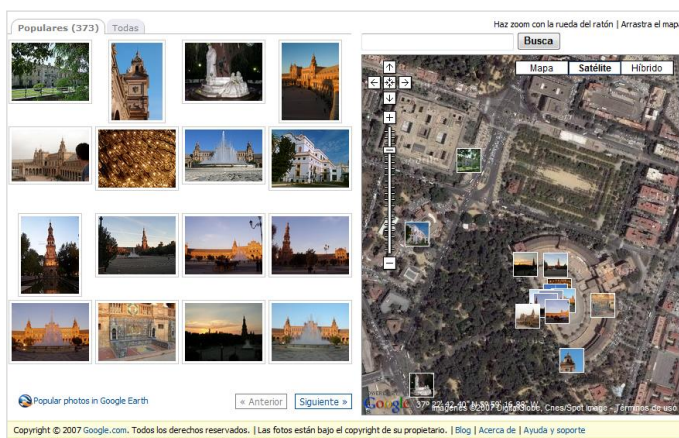 Populares (373)
Todas
Haz zoom con la rueda del ratón | Arrastra el mapa
Busca
Mapa
Satélite
Híbrido
Popular photos in Google Earth
« Anterior
Siguiente »
Google
Imágenes ©2007 DigitalGlobe, Cnes/Spot Image - Términos de uso
Copyright © 2007 Google.com. Todos los derechos reservados. | Las fotos están bajo el copyright de su propietario. | Blog | Acerca de | Ayuda y soporte